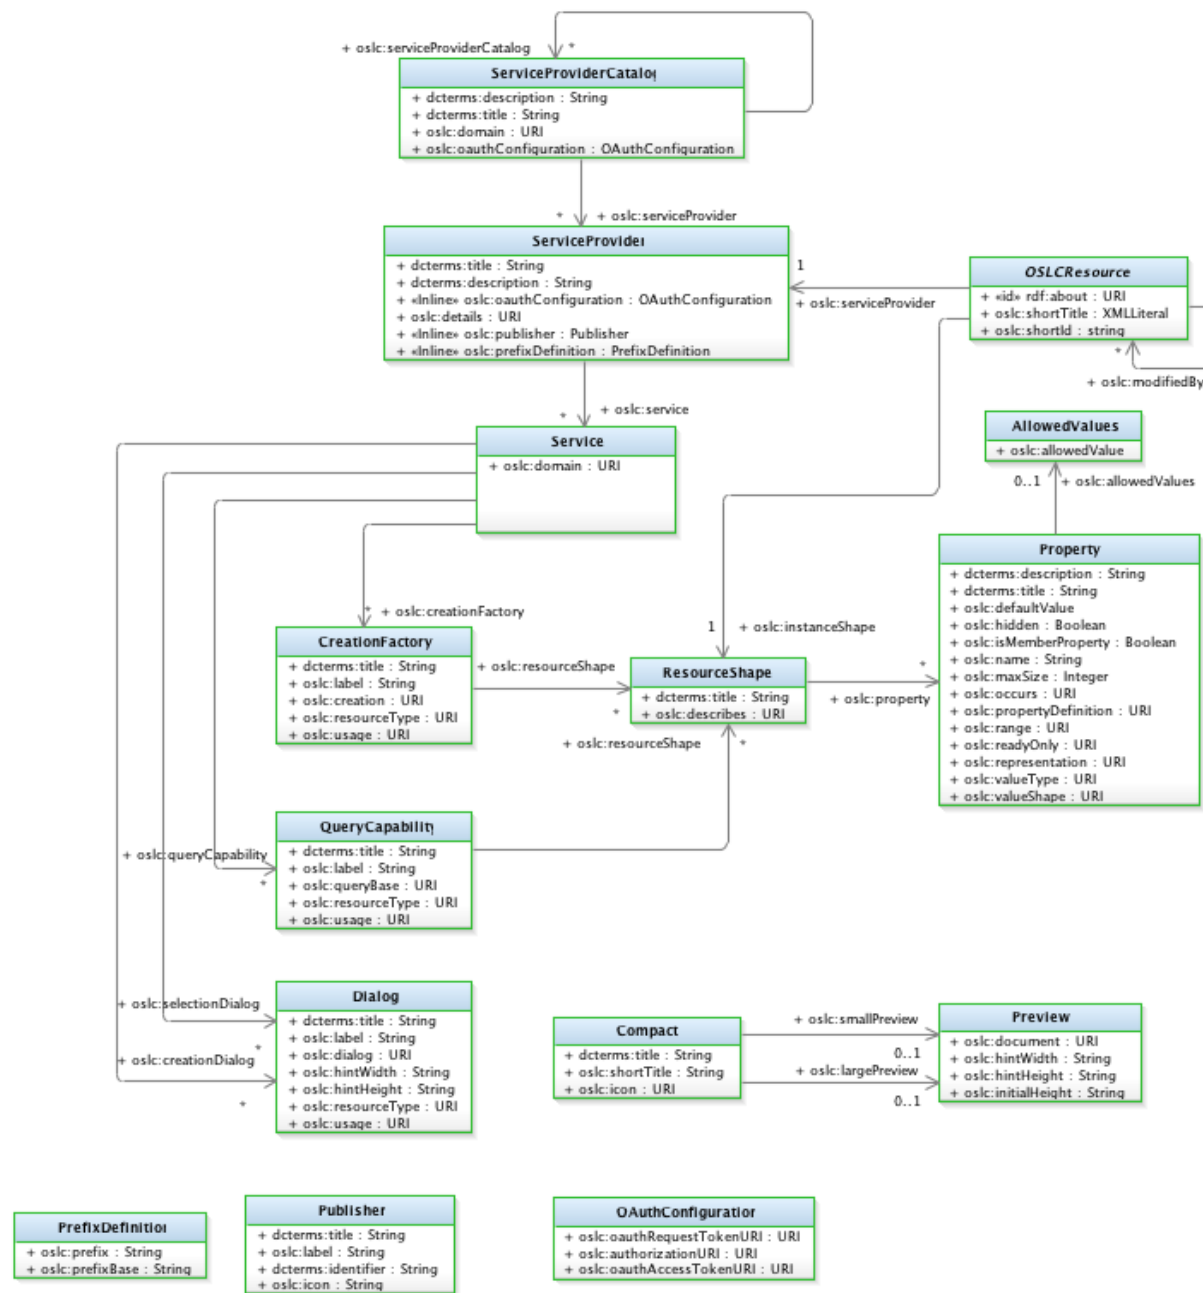 + oslc:serviceProviderCatalog *
ServiceProviderCatalog
+ dcterms:description : String
+ dcterms:title : String
+ oslc:domain : URI
+ oslc:oauthConfiguration : OAuthConfiguration
* + oslc:serviceProvider
ServiceProvider
+ dcterms:title : String
+ dcterms:description : String
+ «Inline» oslc:oauthConfiguration : OAuthConfiguration
+ oslc:details : URI
+ «Inline» oslc:publisher : Publisher
+ «Inline» oslc:prefixDefinition : PrefixDefinition
1
+ oslc:serviceProvider
OSLCResource
+ «id» rdf:about : URI
+ oslc:shortTitle : XMLLiteral
+ oslc:shortId : string
*
+ oslc:modifiedBy
* + oslc:service
Service
+ oslc:domain : URI
AllowedValues
+ oslc:allowedValue
0..1 + oslc:allowedValues
Property
+ dcterms:description : String
+ dcterms:title : String
+ oslc:defaultValue
+ oslc:hidden : Boolean
+ oslc:isMemberProperty : Boolean
+ oslc:name : String
+ oslc:maxSize : Integer
+ oslc:occurs : URI
+ oslc:propertyDefinition : URI
+ oslc:range : URI
+ oslc:readyOnly : URI
+ oslc:representation : URI
+ oslc:valueType : URI
+ oslc:valueShape : URI
* + oslc:creationFactory
CreationFactory
+ dcterms:title : String
+ oslc:label : String
+ oslc:creation : URI
+ oslc:resourceType : URI
+ oslc:usage : URI
+ oslc:resourceShape
*
1 + oslc:instanceShape
ResourceShape
+ dcterms:title : String
+ oslc:describes : URI
*
+ oslc:property
+ oslc:resourceShape *
+ oslc:queryCapability
*
QueryCapability
+ dcterms:title : String
+ oslc:label : String
+ oslc:queryBase : URI
+ oslc:resourceType : URI
+ oslc:usage : URI
+ oslc:selectionDialog
*
+ oslc:creationDialog
*
Dialog
+ dcterms:title : String
+ oslc:label : String
+ oslc:dialog : URI
+ oslc:hintWidth : String
+ oslc:hintHeight : String
+ oslc:resourceType : URI
+ oslc:usage : URI
Compact
+ dcterms:title : String
+ oslc:shortTitle : String
+ oslc:icon : URI
+ oslc:smallPreview
0..1
+ oslc:largePreview
0..1
Preview
+ oslc:document : URI
+ oslc:hintWidth : String
+ oslc:hintHeight : String
+ oslc:initialHeight : String
PrefixDefinition
+ oslc:prefix : String
+ oslc:prefixBase : String
Publisher
+ dcterms:title : String
+ oslc:label : String
+ dcterms:identifier : String
+ oslc:icon : String
OAuthConfiguration
+ oslc:oauthRequestTokenURI : URI
+ oslc:authorizationURI : URI
+ oslc:oauthAccessTokenURI : URI